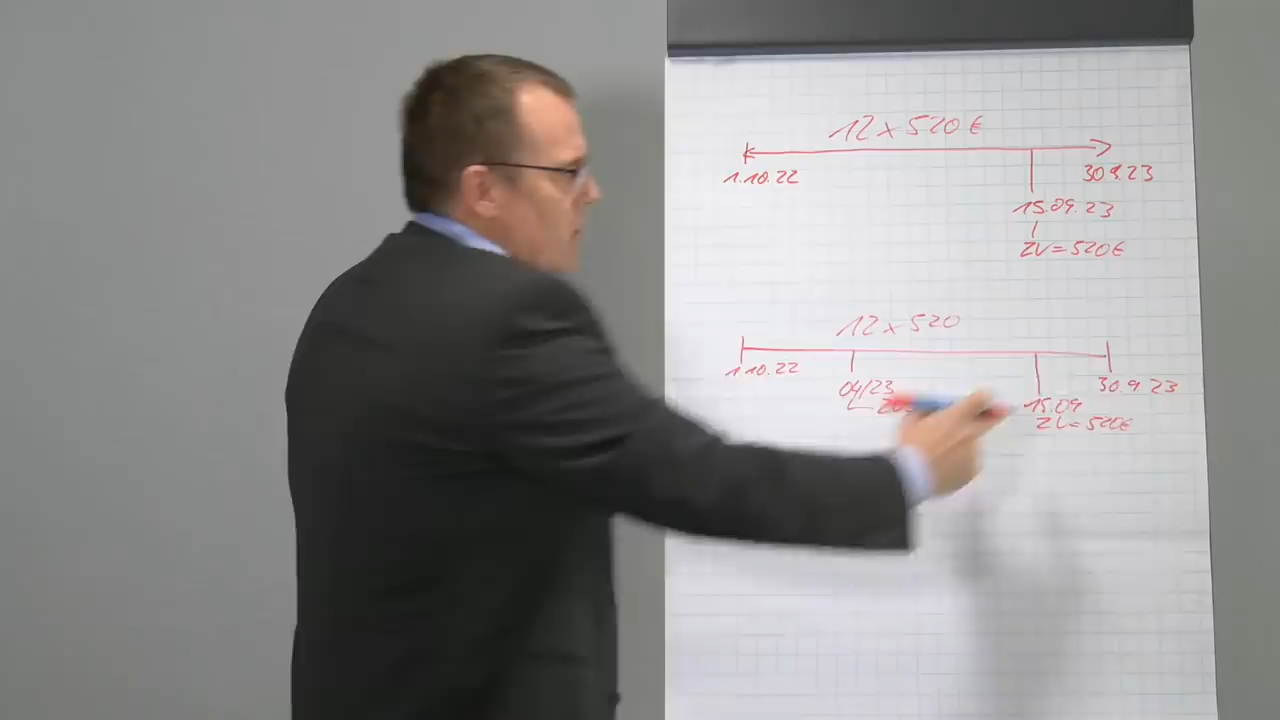 12 x 520 €
1.10.22
30.9.23
15.09.23
ZV = 520 €
12 x 520
1.10.22
04/23
15.09
30.9.23
ZV = 520 €